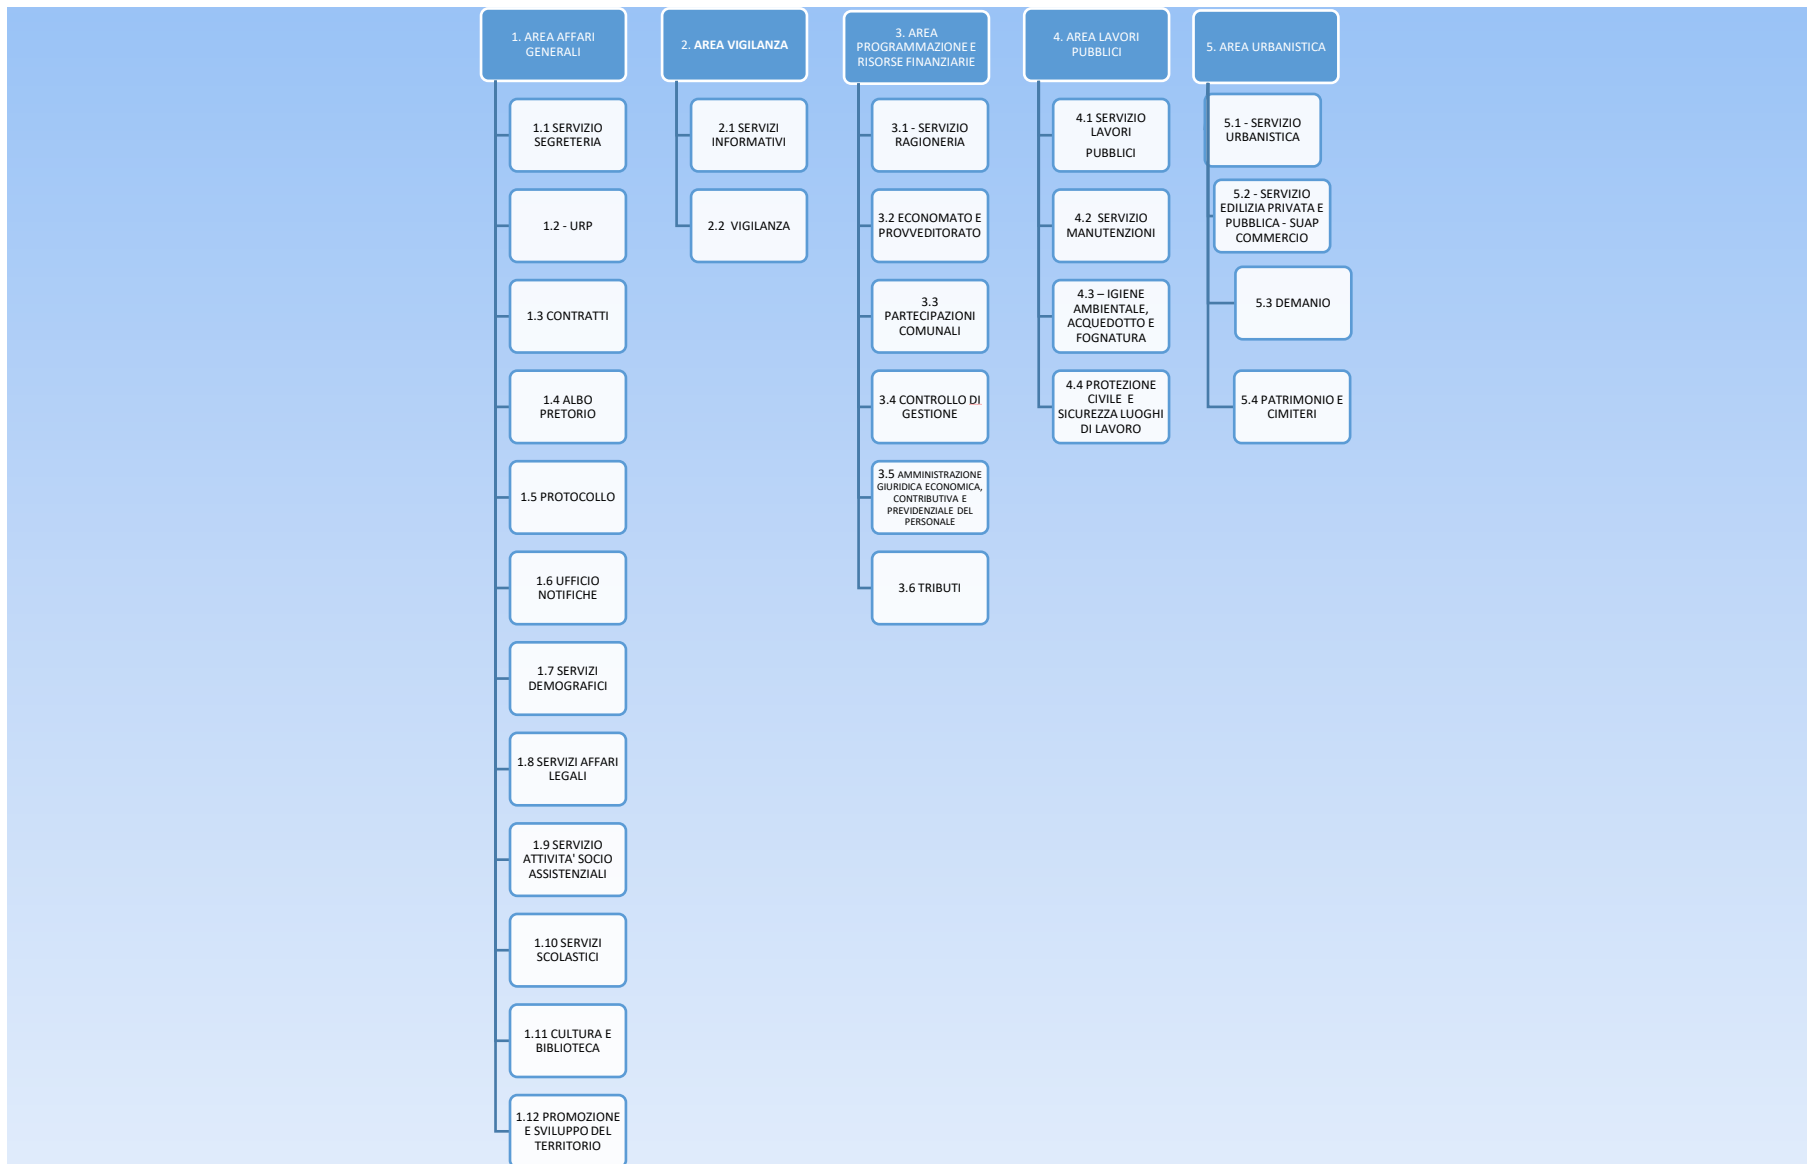 1. AREA AFFARI
GENERALI
1.1 SERVIZIO
SEGRETERIA
1.2 - URP
1.3 CONTRATTI
1.4 ALBO
PRETORIO
1.5 PROTOCOLLO
1.6 UFFICIO
NOTIFICHE
1.7 SERVIZI
DEMOGRAFICI
1.8 SERVIZI AFFARI
LEGALI
1.9 SERVIZIO
ATTIVITA' SOCIO
ASSISTENZIALI
1.10 SERVIZI
SCOLASTICI
1.11 CULTURA E
BIBLIOTECA
1.12 PROMOZIONE
E SVILUPPO DEL
TERRITORIO
2. AREA VIGILANZA
2.1 SERVIZI
INFORMATIVI
2.2 VIGILANZA
3. AREA
PROGRAMMAZIONE E
RISORSE FINANZIARIE
3.1 - SERVIZIO
RAGIONERIA
3.2 ECONOMATO E
PROVVEDITORATO
3.3
PARTECIPAZIONI
COMUNALI
3.4 CONTROLLO DI
GESTIONE
3.5 AMMINISTRAZIONE
GIURIDICA ECONOMICA,
CONTRIBUTIVA E
PREVIDENZIALE DEL
PERSONALE
3.6 TRIBUTI
4. AREA LAVORI
PUBBLICI
4.1 SERVIZIO
LAVORI
PUBBLICI
4.2 SERVIZIO
MANUTENZIONI
4.3 – IGIENE
AMBIENTALE,
ACQUEDOTTO E
FOGNATURA
4.4 PROTEZIONE
CIVILE E
SICUREZZA LUOGHI
DI LAVORO
5. AREA URBANISTICA
5.1 - SERVIZIO
URBANISTICA
5.2 - SERVIZIO
EDILIZIA PRIVATA E
PUBBLICA - SUAP
COMMERCIO
5.3 DEMANIO
5.4 PATRIMONIO E
CIMITERI